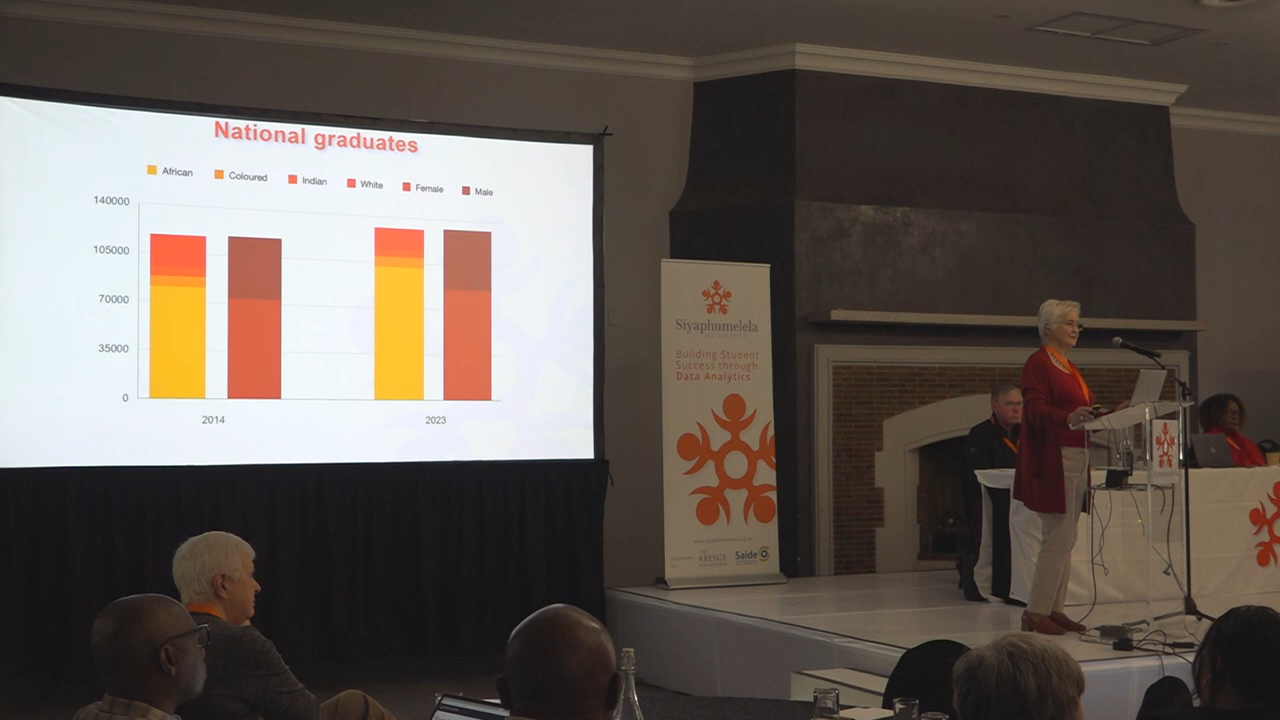 National graduates
African Coloured Indian White Female Male
140000
105000
70000
35000
0
2014 2023
Siyaphumelela
Building Student
Success through
Data Analytics
KRESGE
Saide